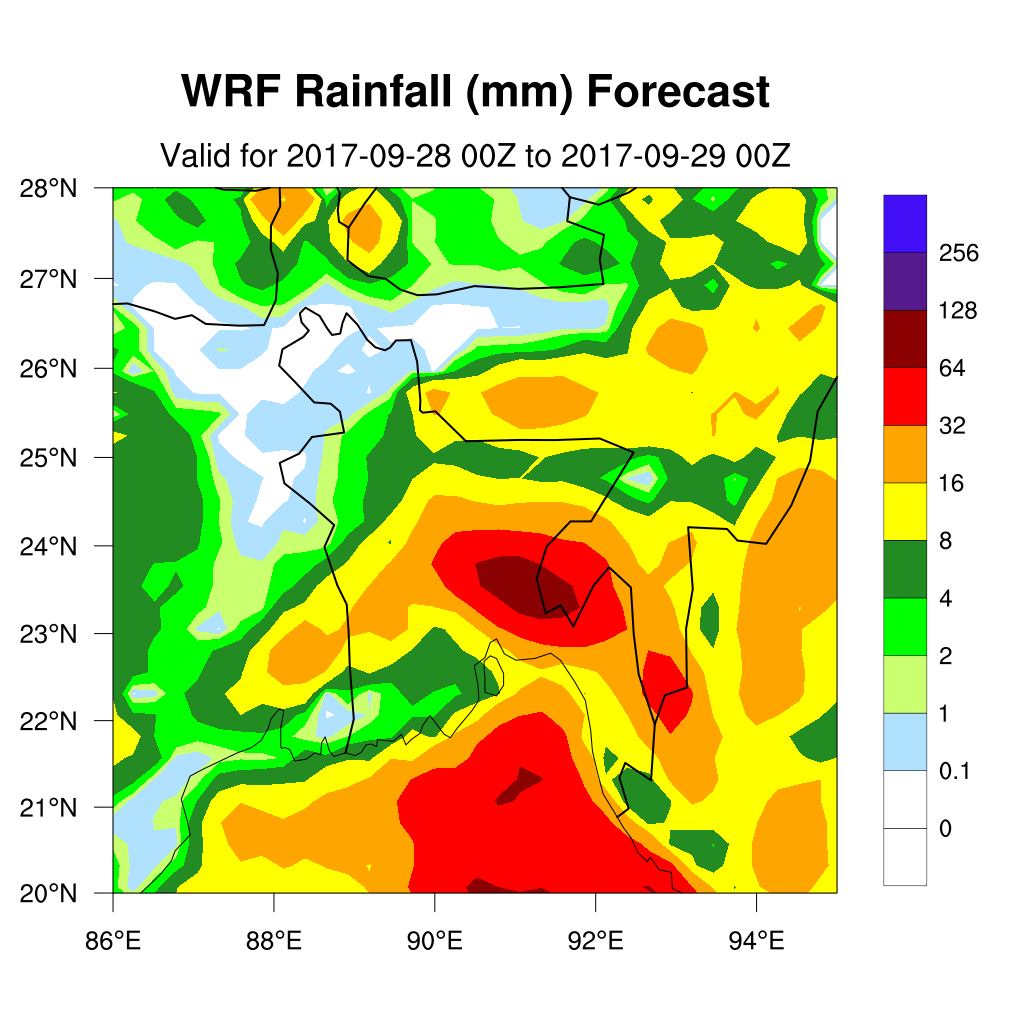 WRF Rainfall (mm) Forecast
Valid for 2017-09-28 00Z to 2017-09-29 00Z
28°N
27°N
26°N
25°N
24°N
23°N
22°N
21°N
20°N
86°E
88°E
90°E
92°E
94°E
256
128
64
32
16
8
4
2
1
0.1
0